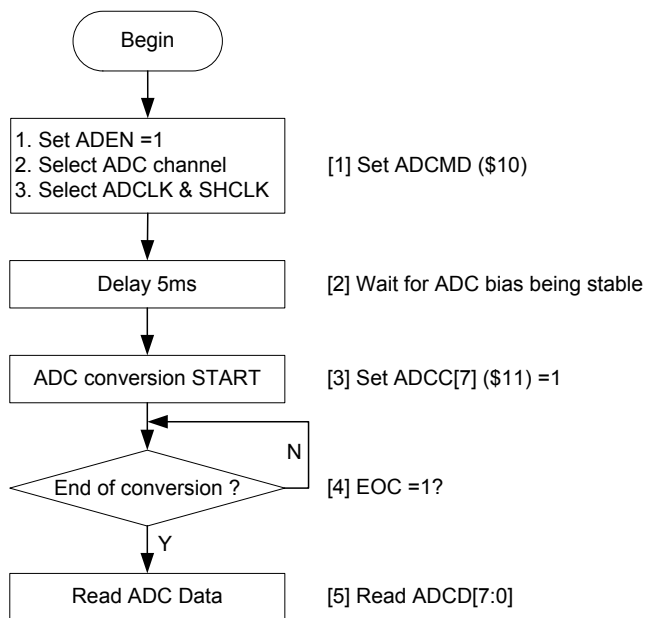 Begin
1. Set ADEN =1
2. Select ADC channel
3. Select ADCLK & SHCLK
[1] Set ADCMD ($10)
Delay 5ms
[2] Wait for ADC bias being stable
ADC conversion START
[3] Set ADCC[7] ($11) =1
N
End of conversion ?
[4] EOC =1?
Y
Read ADC Data
[5] Read ADCD[7:0]